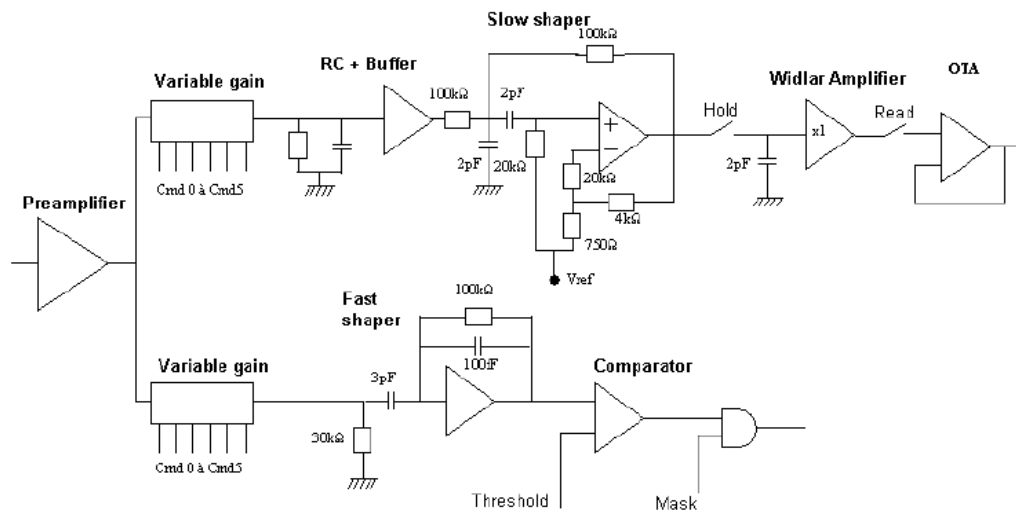 Slow shaper
100kΩ
RC + Buffer
Variable gain
100kΩ
2pF
Widlar Amplifier
OTA
Hold
Read
+
−
x1
2pF
20kΩ
20kΩ
2pF
Cmd 0 à Cmd5
4kΩ
Preamplifier
750Ω
Vref
Fast
shaper
100kΩ
100fF
Variable gain
3pF
Comparator
50kΩ
Cmd 0 à Cmd5
Threshold
Mask